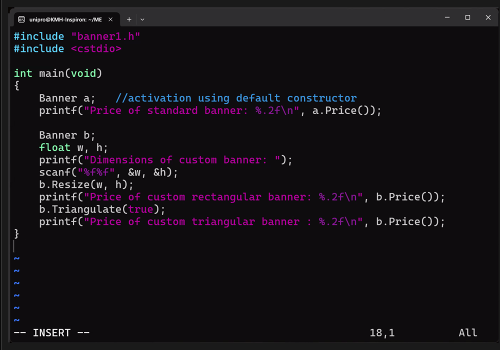 unipro@KMH-Inspiron: ~/ME
#include "banner1.h"
#include <cstdio>
int main(void)
{
    Banner a;   //activation using default constructor
    printf("Price of standard banner: %.2f\n", a.Price());
    Banner b;
    float w, h;
    printf("Dimensions of custom banner: ");
    scanf("%f%f", &w, &h);
    b.Resize(w, h);
    printf("Price of custom rectangular banner: %.2f\n", b.Price());
    b.Triangulate(true);
    printf("Price of custom triangular banner : %.2f\n", b.Price());
}
~
~
~
~
~
~
-- INSERT --                                             18,1          All